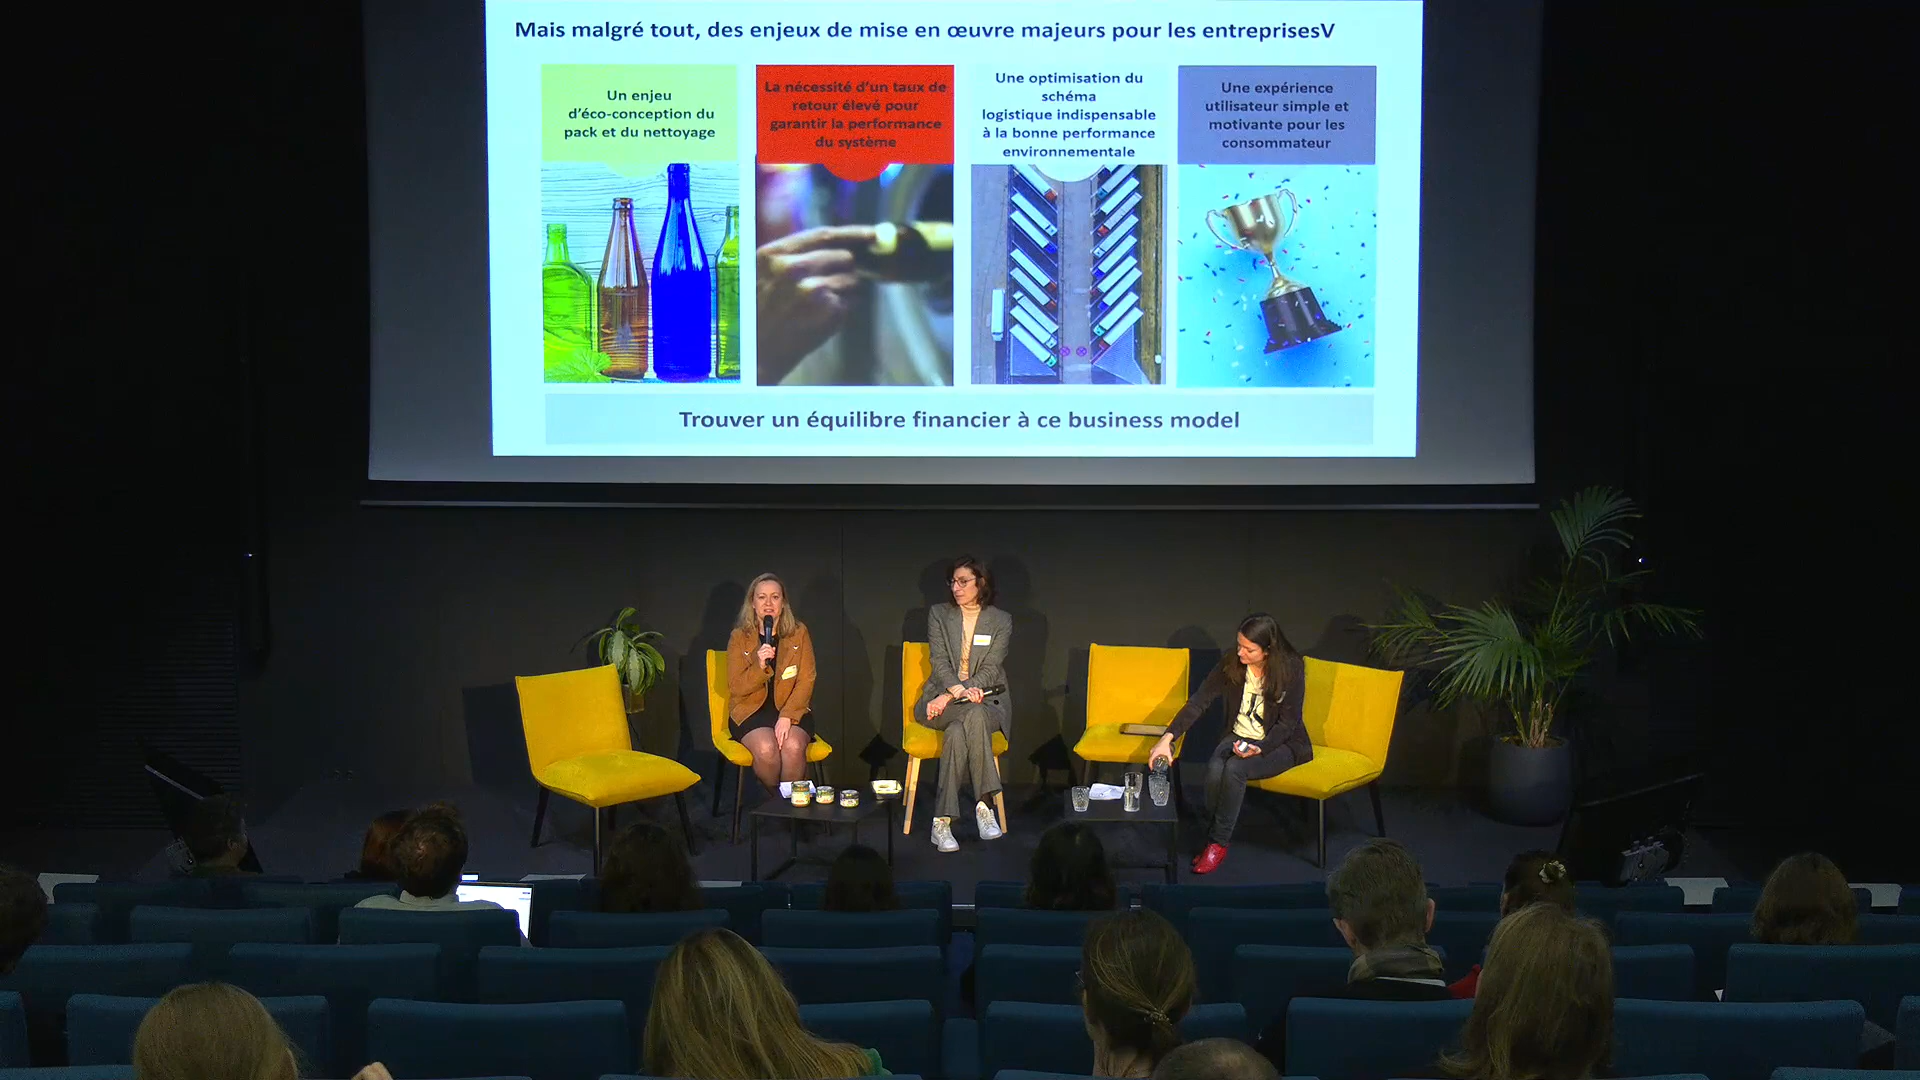 Mais malgré tout, des enjeux de mise en œuvre majeurs pour les entreprisesV
Un enjeu
d'éco-conception du
pack et du nettoyage
La nécessité d'un taux de
retour élevé pour
garantir la performance
du système
Une optimisation du
schéma
logistique indispensable
à la bonne performance
environnementale
Une expérience
utilisateur simple et
motivante pour les
consommateur
Trouver un équilibre financier à ce business model